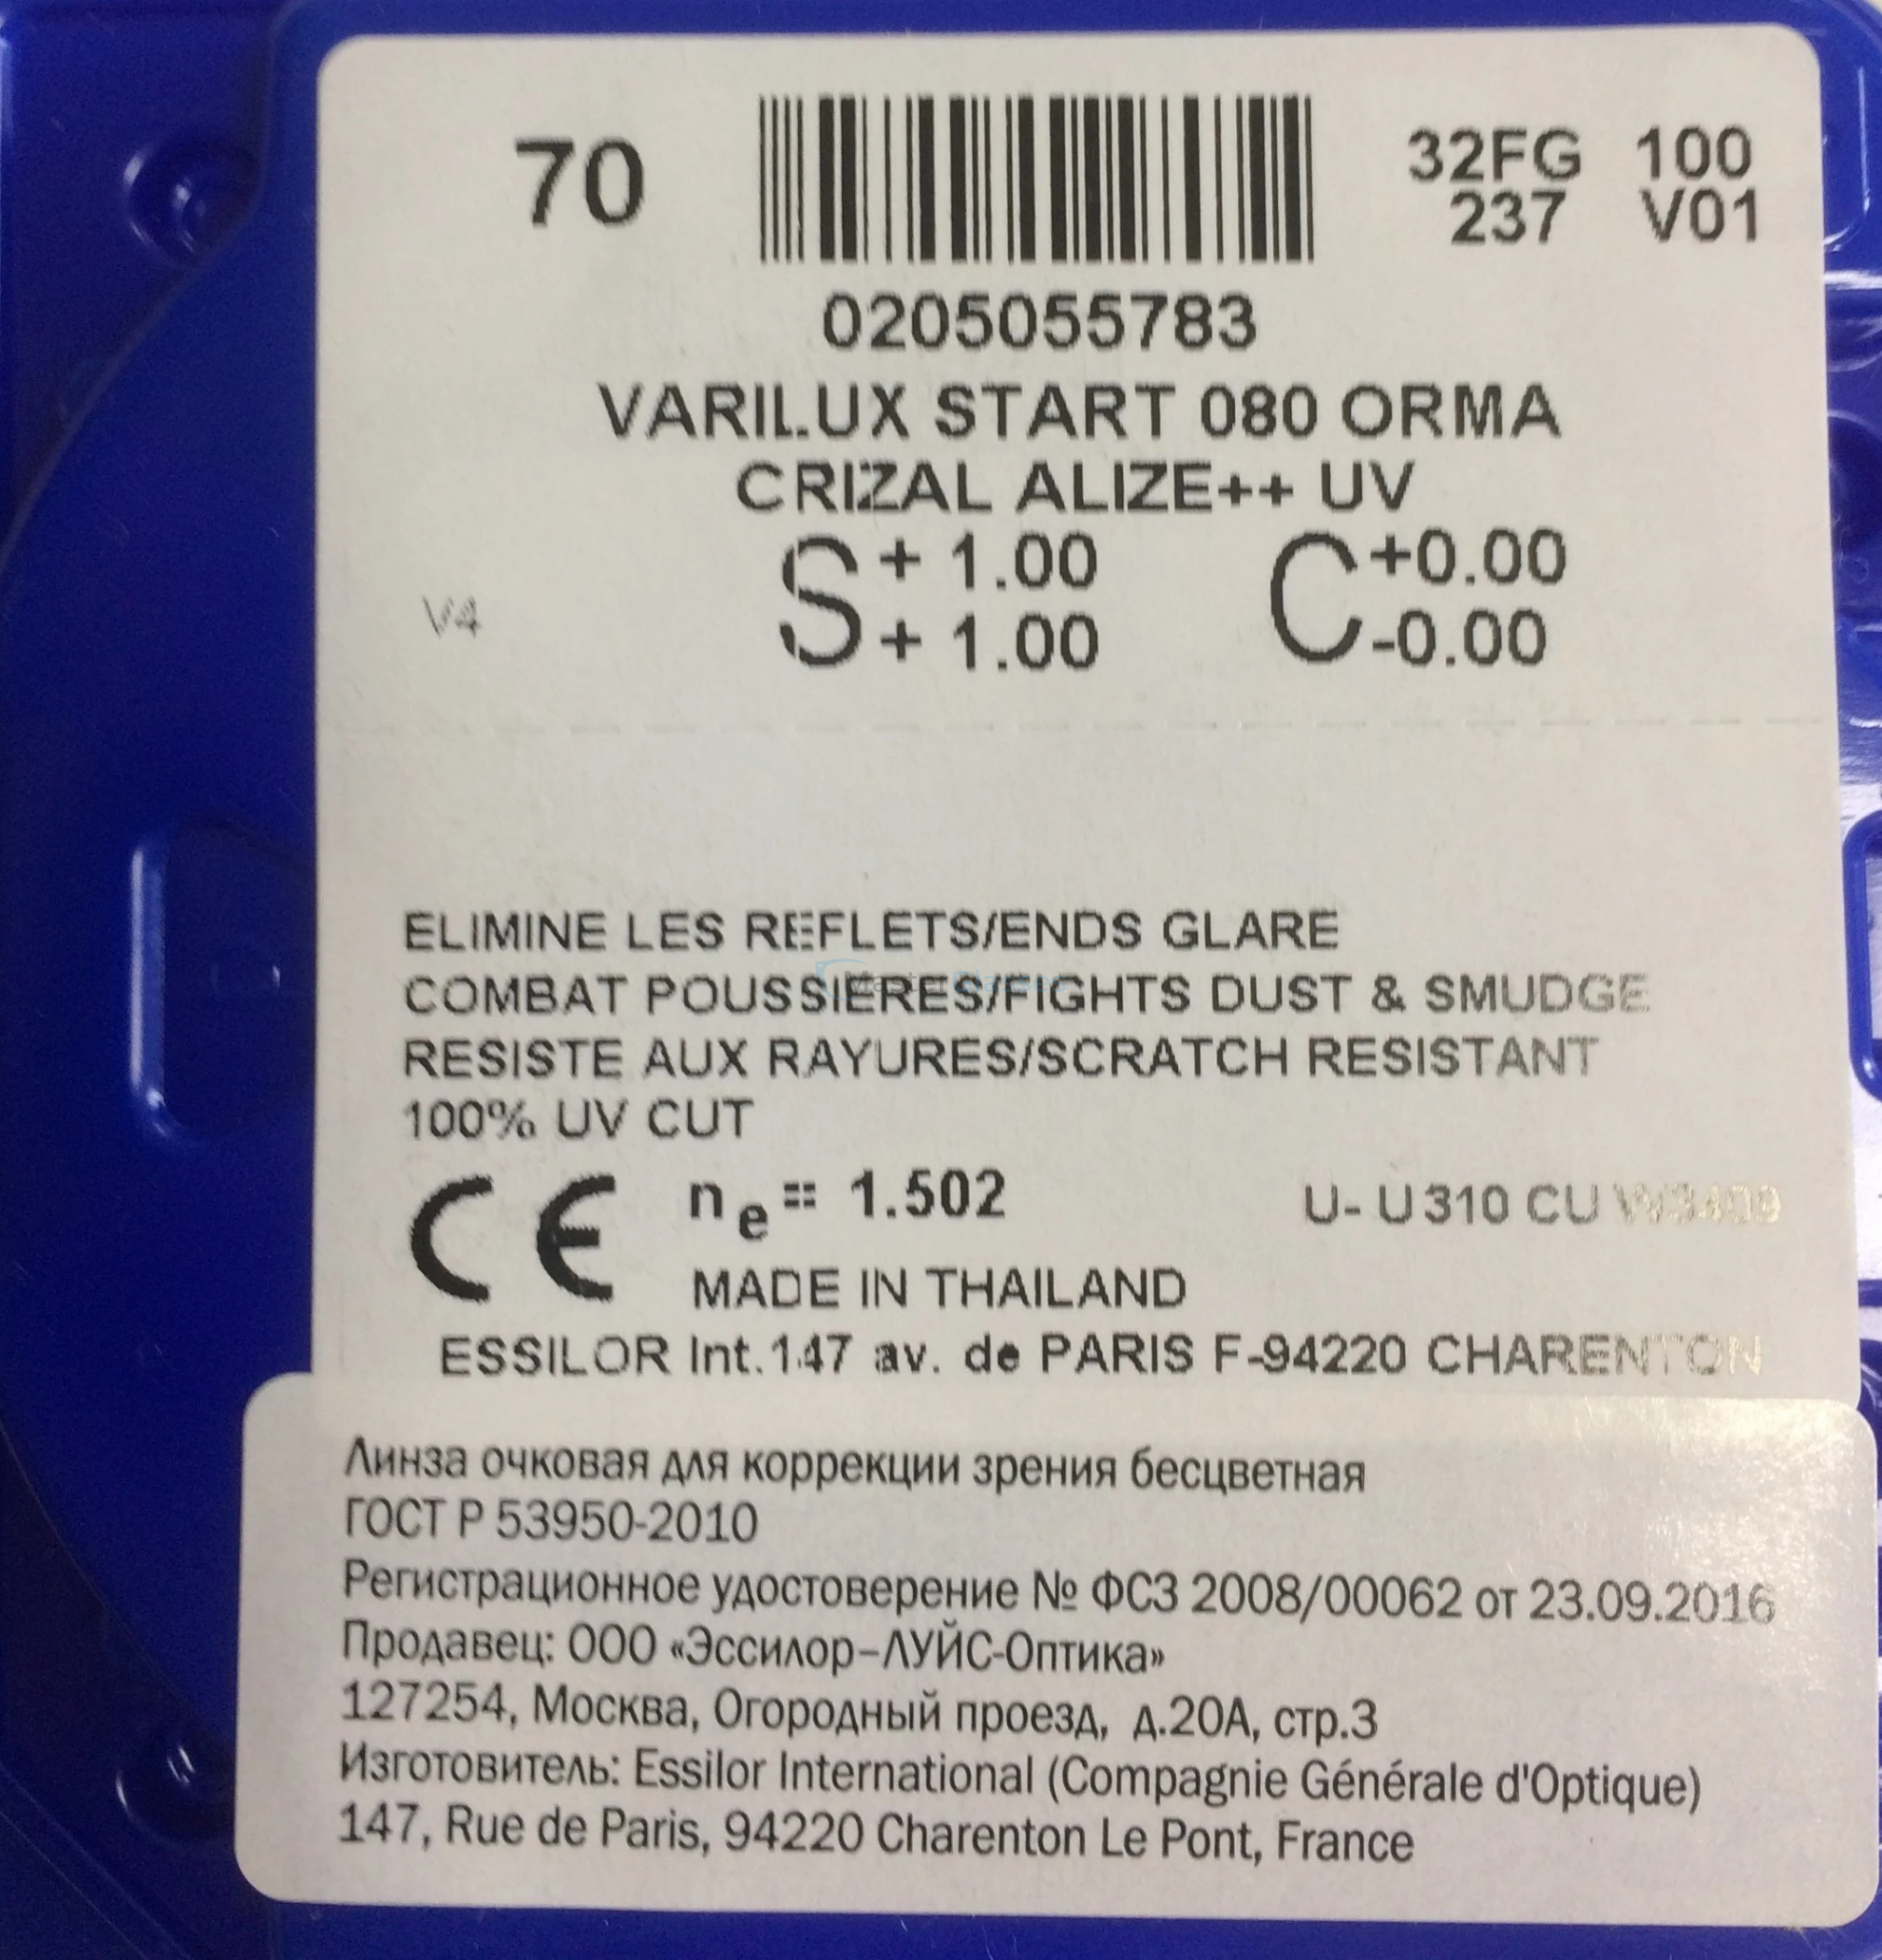 70
32FG 100
237 V01
0205055783
VARILUX START 080 ORMA
CRIZAL ALIZE++ UV
S + 1.00 C +0.00
+ 1.00 -0.00
V4
ELIMINE LES REFLETS/ENDS GLARE
COMBAT POUSSIERES/FIGHTS DUST & SMUDGE
RESISTE AUX RAYURES/SCRATCH RESISTANT
100% UV CUT
CE ne = 1.502 U- U 310 CU W3409
MADE IN THAILAND
ESSILOR Int.147 av. de PARIS F-94220 CHARENTON
Линза очковая для коррекции зрения бесцветная
ГОСТ Р 53950-2010
Регистрационное удостоверение № ФСЗ 2008/00062 от 23.09.2016
Продавец: ООО «Эссилор–ЛУЙС-Оптика»
127254, Москва, Огородный проезд, д.20А, стр.3
Изготовитель: Essilor International (Compagnie Générale d'Optique)
147, Rue de Paris, 94220 Charenton Le Pont, France